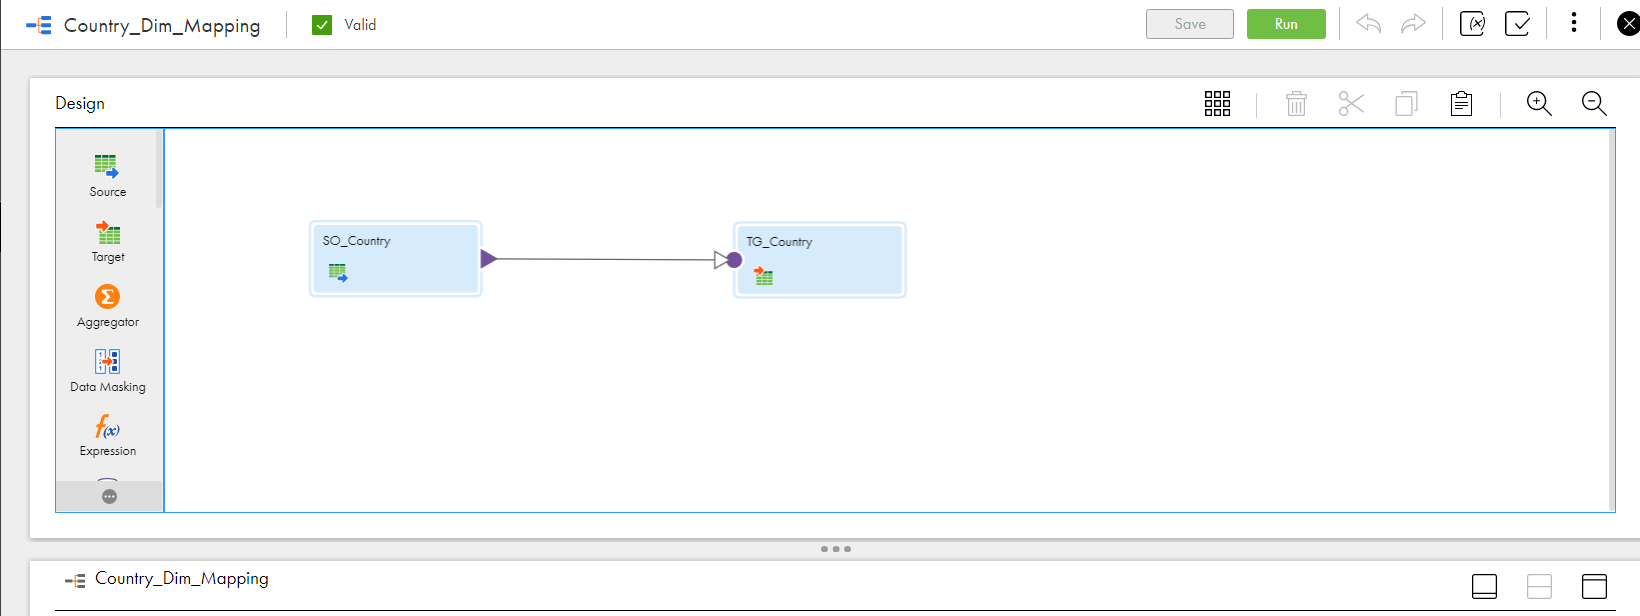 Country_Dim_Mapping
Valid
Save
Run
(x)
Design
Source
Target
Σ
Aggregator
Data Masking
f(x)
Expression
SO_Country
TG_Country
Country_Dim_Mapping